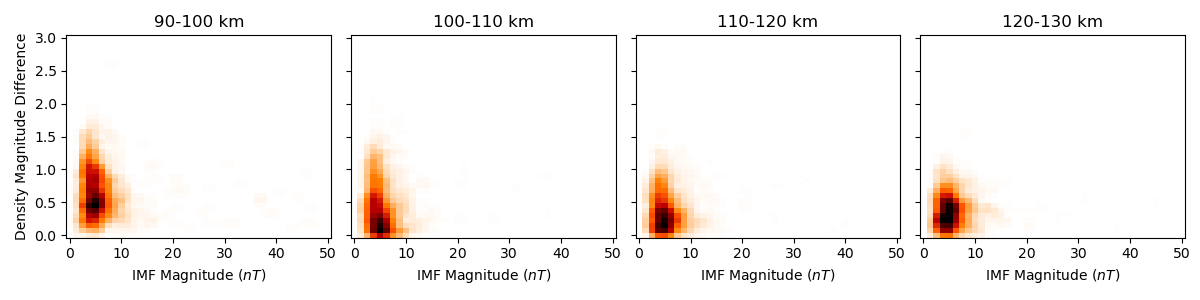 90-100 km 100-110 km 110-120 km 120-130 km
3.0
2.5
2.0
1.5
1.0
0.5
0.0
Density Magnitude Difference
0 10 20 30 40 50 0 10 20 30 40 50 0 10 20 30 40 50 0 10 20 30 40 50
IMF Magnitude (nT) IMF Magnitude (nT) IMF Magnitude (nT) IMF Magnitude (nT)